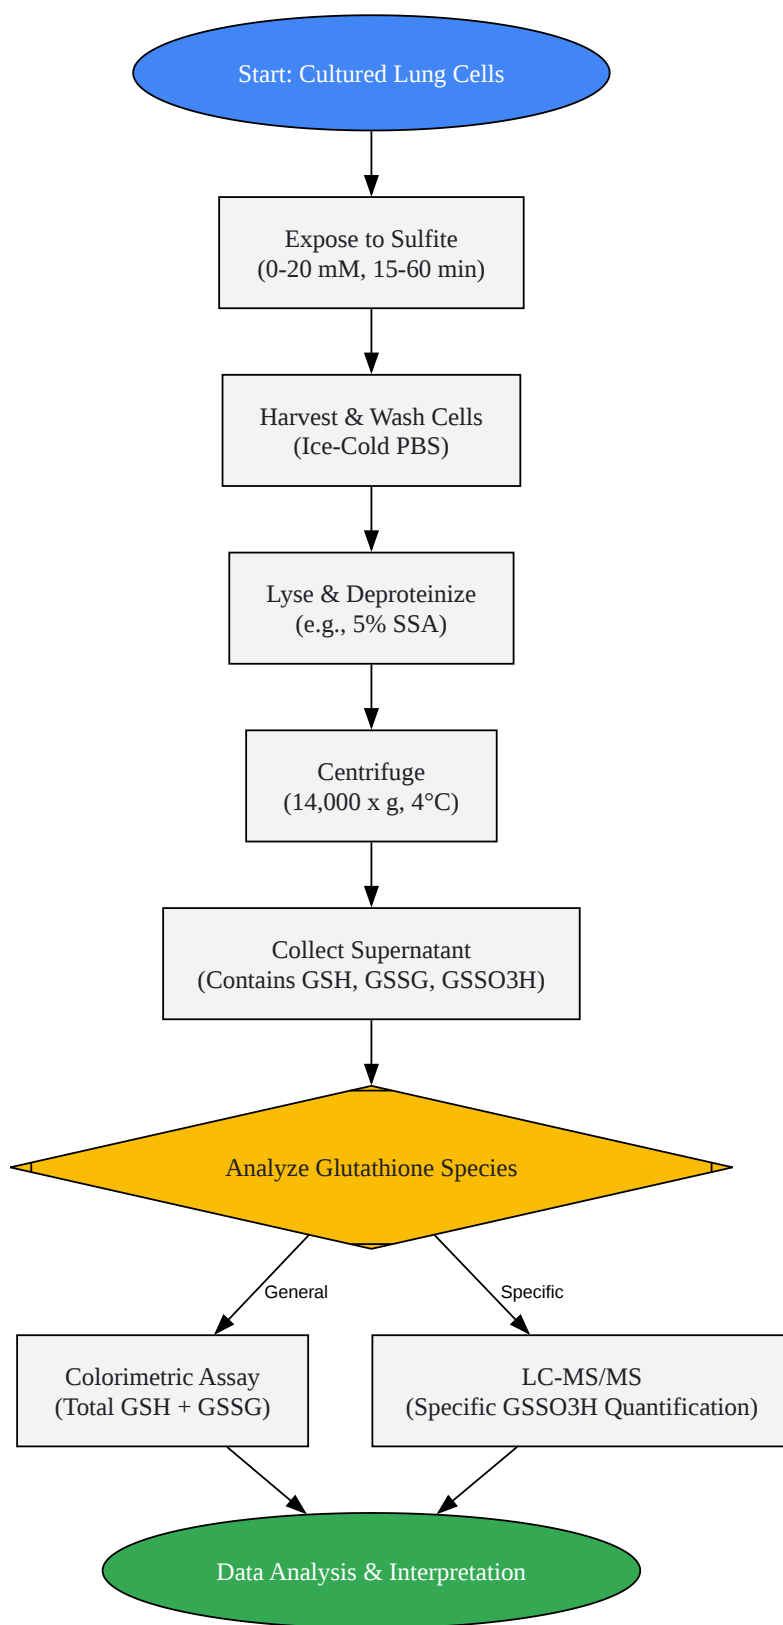 Start: Cultured Lung Cells
Expose to Sulfite
(0-20 mM, 15-60 min)
Harvest & Wash Cells
(Ice-Cold PBS)
Lyse & Deproteinize
(e.g., 5% SSA)
Centrifuge
(14,000 x g, 4°C)
Collect Supernatant
(Contains GSH, GSSG, GSSO3H)
Analyze Glutathione Species
General
Specific
Colorimetric Assay
(Total GSH + GSSG)
LC-MS/MS
(Specific GSSO3H Quantification)
Data Analysis & Interpretation